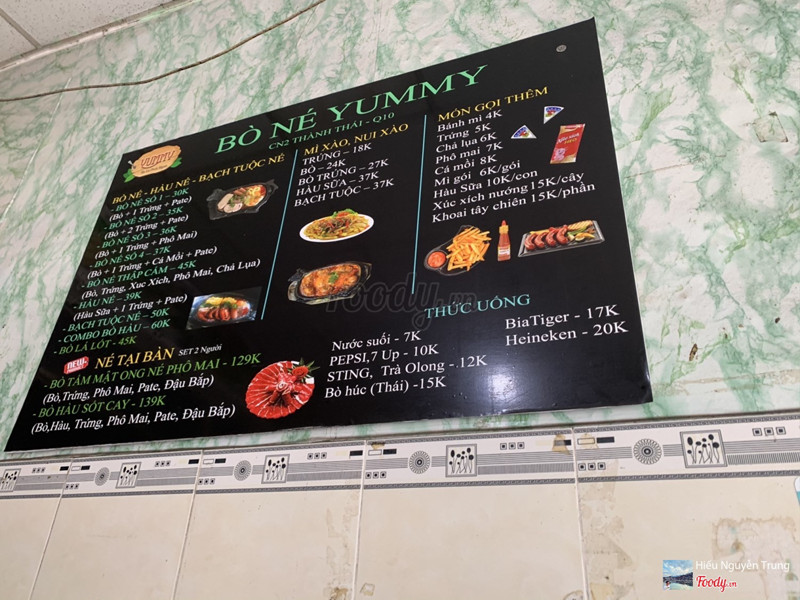 BÒ NÉ YUMMY
CN2 THÀNH THÁI - Q10
YUMMY
BÒ NÉ - HÀU NÉ - BẠCH TUỘC NÉ
- BÒ NÉ SỐ 1 - 30K
(Bò + 1 Trứng + Pate)
- BÒ NÉ SỐ 2 - 35K
(Bò + 2 Trứng + Pate)
- BÒ NÉ SỐ 3 - 36K
(Bò + 1 Trứng + Phô Mai)
- BÒ NÉ SỐ 4 - 37K
(Bò + 1 Trứng + Cá Mồi + Pate)
- BÒ NÉ THẬP CẨM - 45K
(Bò, Trứng, Xuc Xích, Phô Mai, Chả Lụa)
- HÀU NÉ - 39K
(Hàu Sữa + 1 Trứng + Pate)
- BẠCH TUỘC NÉ - 50K
- COMBO BÒ HÀU - 60K
- BÒ LÁ LỐT - 45K
MÌ XÀO, NUI XÀO
TRỨNG - 18K
BÒ - 24K
BÒ TRỨNG - 27K
HÀU SỮA - 37K
BẠCH TUỘC - 37K
MÓN GỌI THÊM
Bánh mì 4K
Trứng 5K
Chả lụa 6K
Phô mai 7K
Cá mồi 8K
Mì gói 6K/gói
Hàu Sữa 10K/con
Xúc xích nướng 15K/cây
Khoai tây chiên 15K/phần
NEW
NÉ TẠI BÀN SET 2 Người
- BÒ TẨM MẬT ONG NÉ PHÔ MAI - 129K
(Bò,Trứng, Phô Mai, Pate, Đậu Bắp)
- BÒ HÀU SỐT CAY - 139K
(Bò,Hàu, Trứng, Phô Mai, Pate, Đậu Bắp)
THỨC UỐNG
Nước suối - 7K
PEPSI,7 Up - 10K
STING, Trà Olong - 12K
Bò húc (Thái) -15K
BiaTiger - 17K
Heineken - 20K
Foody.vn
Hiếu Nguyễn Trung
Foody.vn